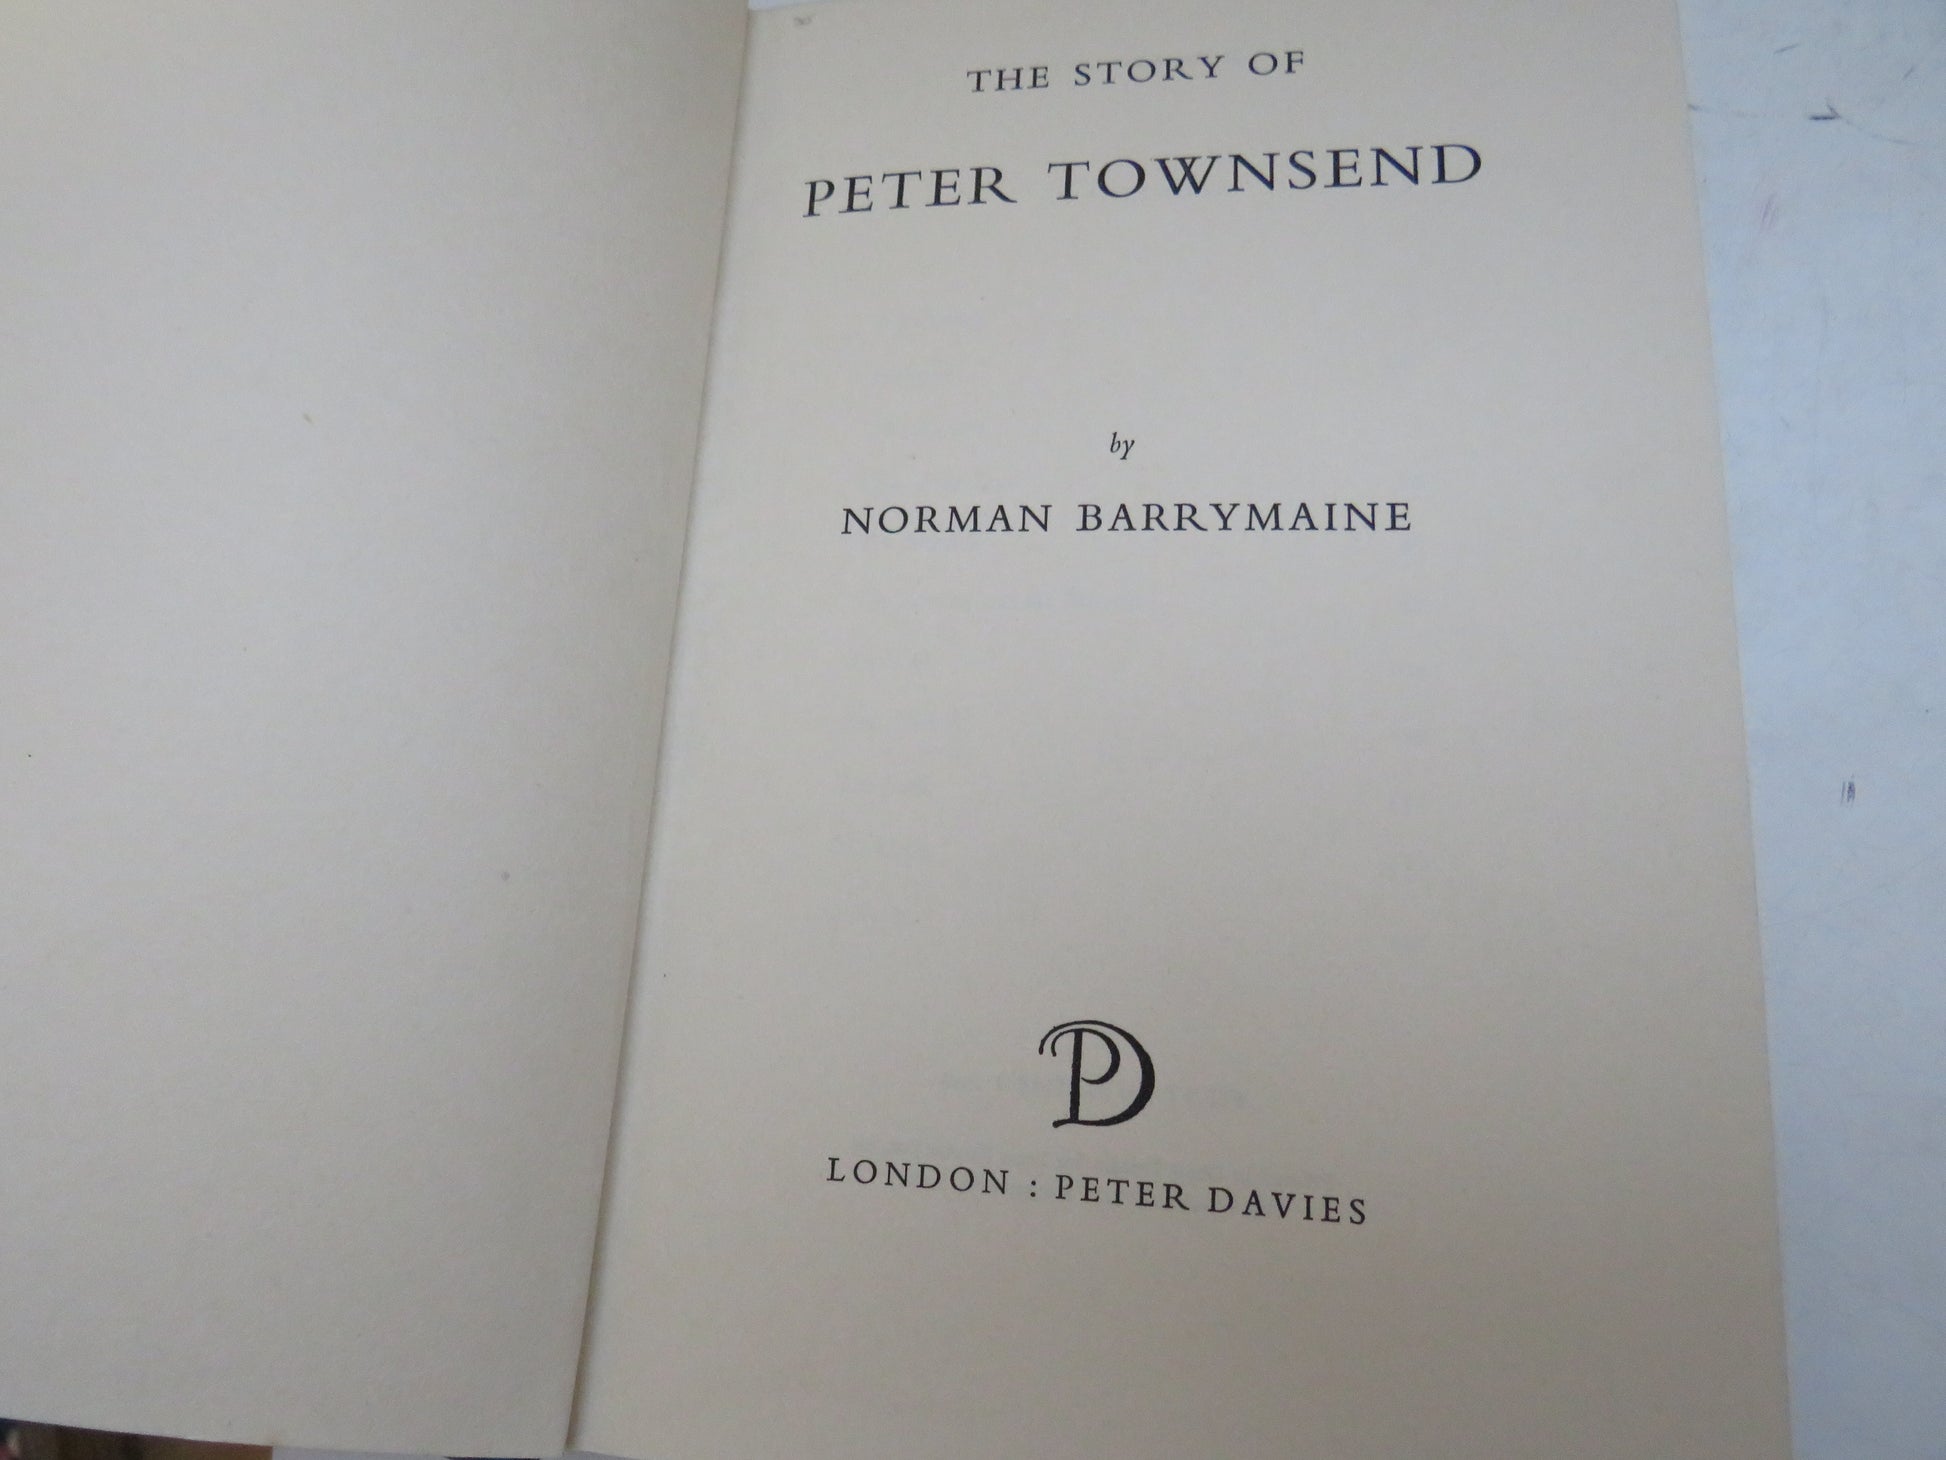 THE STORY OF
PETER TOWNSEND
by
NORMAN BARRYMAINE
PD
LONDON : PETER DAVIES